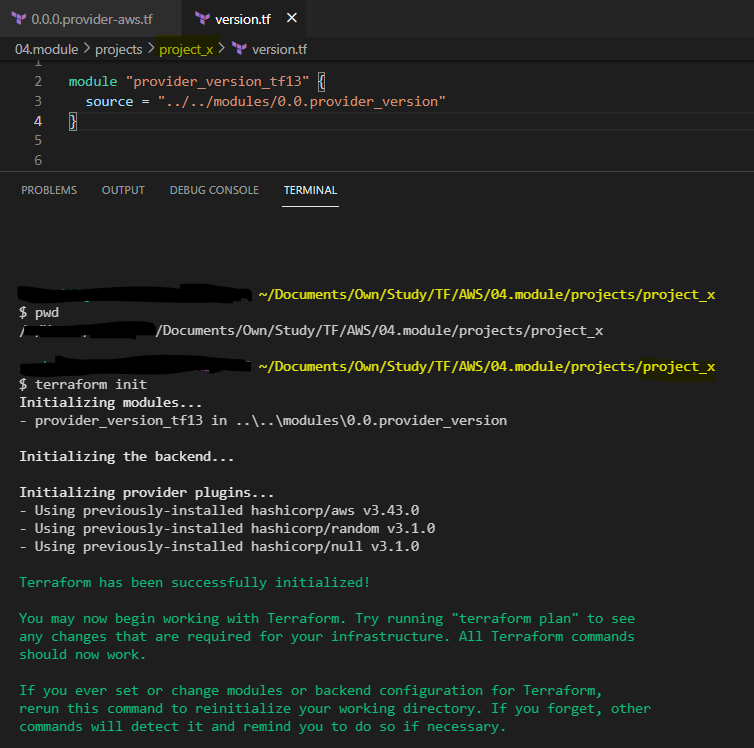 0.0.0.provider-aws.tf version.tf ×
04.module > projects > project_x > version.tf
1
2 module "provider_version_tf13" {
3 source = "../../modules/0.0.provider_version"
4 }
5
6
PROBLEMS OUTPUT DEBUG CONSOLE TERMINAL
~/Documents/Own/Study/TF/AWS/04.module/projects/project_x
$ pwd
/Documents/Own/Study/TF/AWS/04.module/projects/project_x
~/Documents/Own/Study/TF/AWS/04.module/projects/project_x
$ terraform init
Initializing modules...
- provider_version_tf13 in ..\..\modules\0.0.provider_version
Initializing the backend...
Initializing provider plugins...
- Using previously-installed hashicorp/aws v3.43.0
- Using previously-installed hashicorp/random v3.1.0
- Using previously-installed hashicorp/null v3.1.0
Terraform has been successfully initialized!
You may now begin working with Terraform. Try running "terraform plan" to see
any changes that are required for your infrastructure. All Terraform commands
should now work.
If you ever set or change modules or backend configuration for Terraform,
rerun this command to reinitialize your working directory. If you forget, other
commands will detect it and remind you to do so if necessary.